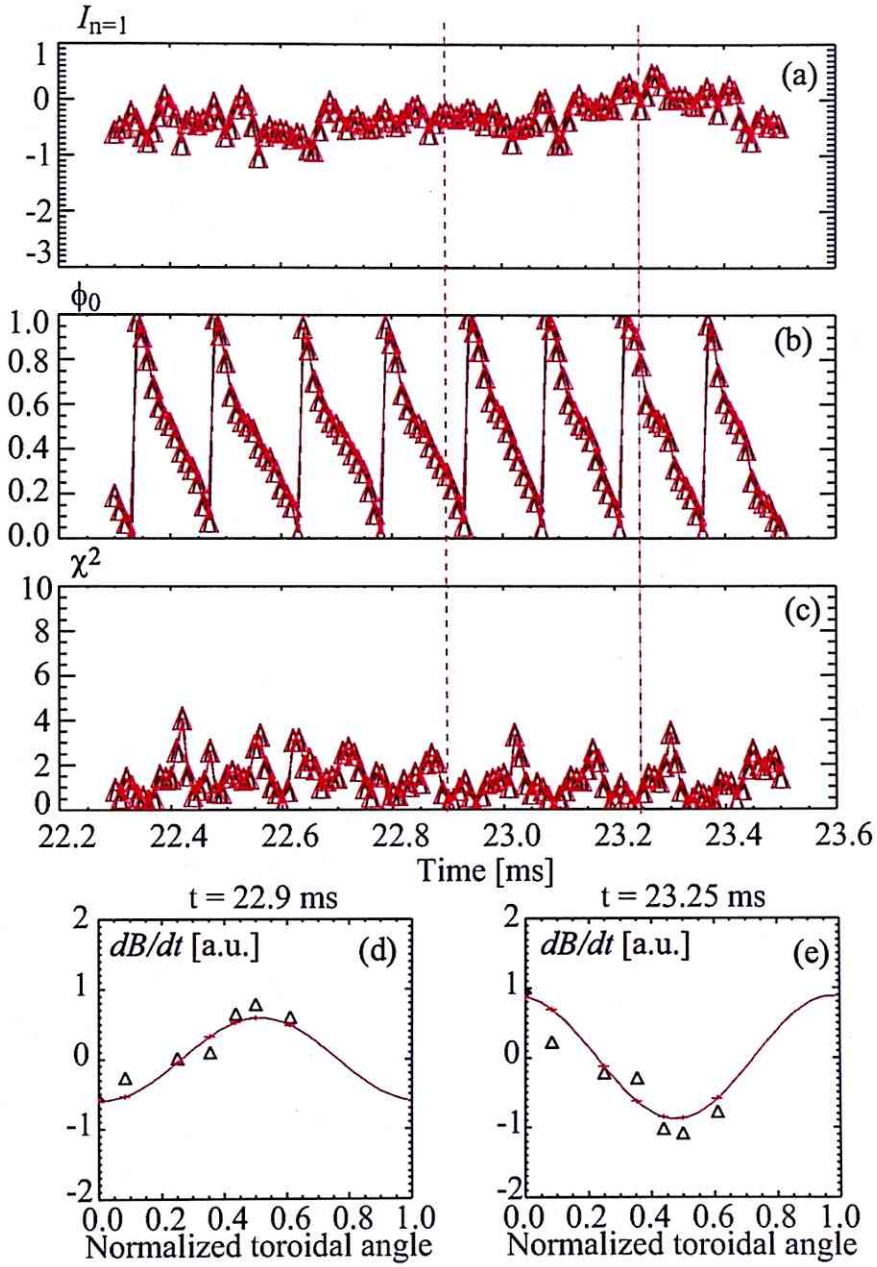 I_{n=1}
(a)
1
0
-1
-2
-3
ϕ_0
(b)
1.0
0.8
0.6
0.4
0.2
0.0
χ^2
(c)
10
8
6
4
2
0
22.2 22.4 22.6 22.8 23.0 23.2 23.4 23.6
Time [ms]
t = 22.9 ms
dB/dt [a.u.] (d)
2
1
0
-1
-2
0.0 0.2 0.4 0.6 0.8 1.0
Normalized toroidal angle
t = 23.25 ms
dB/dt [a.u.] (e)
2
1
0
-1
-2
0.0 0.2 0.4 0.6 0.8 1.0
Normalized toroidal angle